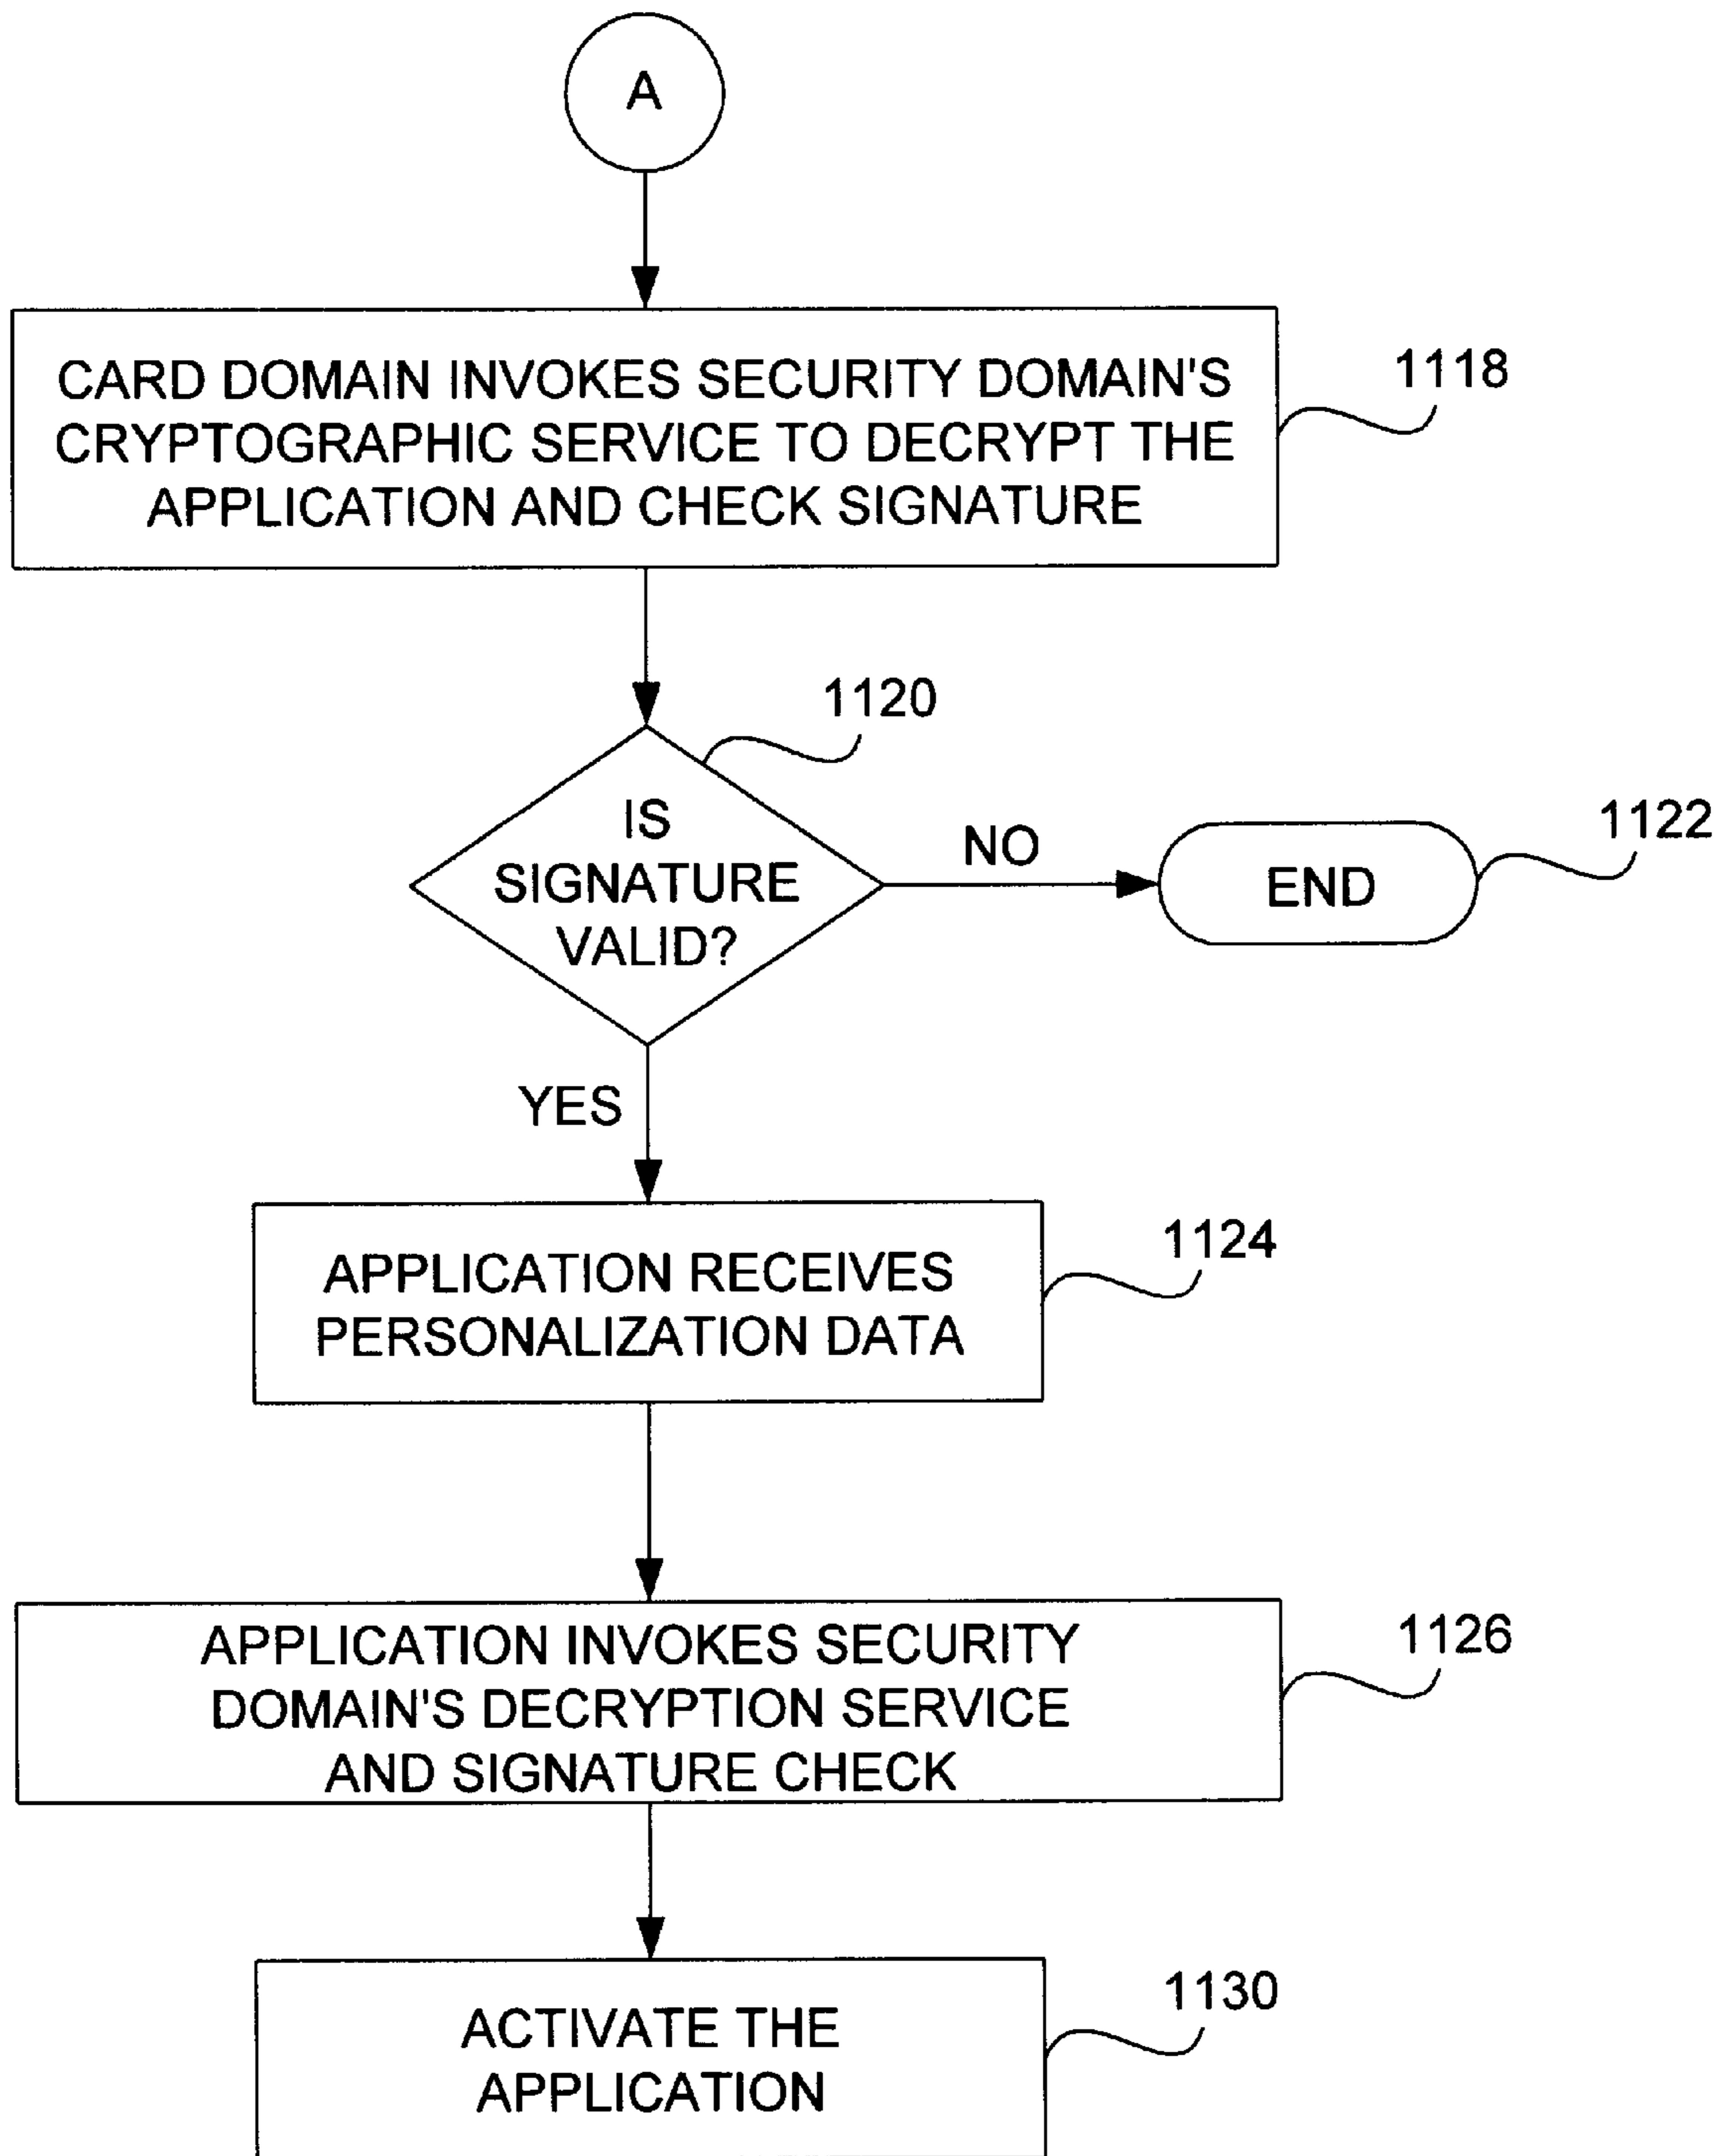 A
CARD DOMAIN INVOKES SECURITY DOMAIN'S
CRYPTOGRAPHIC SERVICE TO DECRYPT THE
APPLICATION AND CHECK SIGNATURE
1118
1120
IS
SIGNATURE
VALID?
NO
END
1122
YES
APPLICATION RECEIVES
PERSONALIZATION DATA
1124
APPLICATION INVOKES SECURITY
DOMAIN'S DECRYPTION SERVICE
AND SIGNATURE CHECK
1126
ACTIVATE THE
APPLICATION
1130